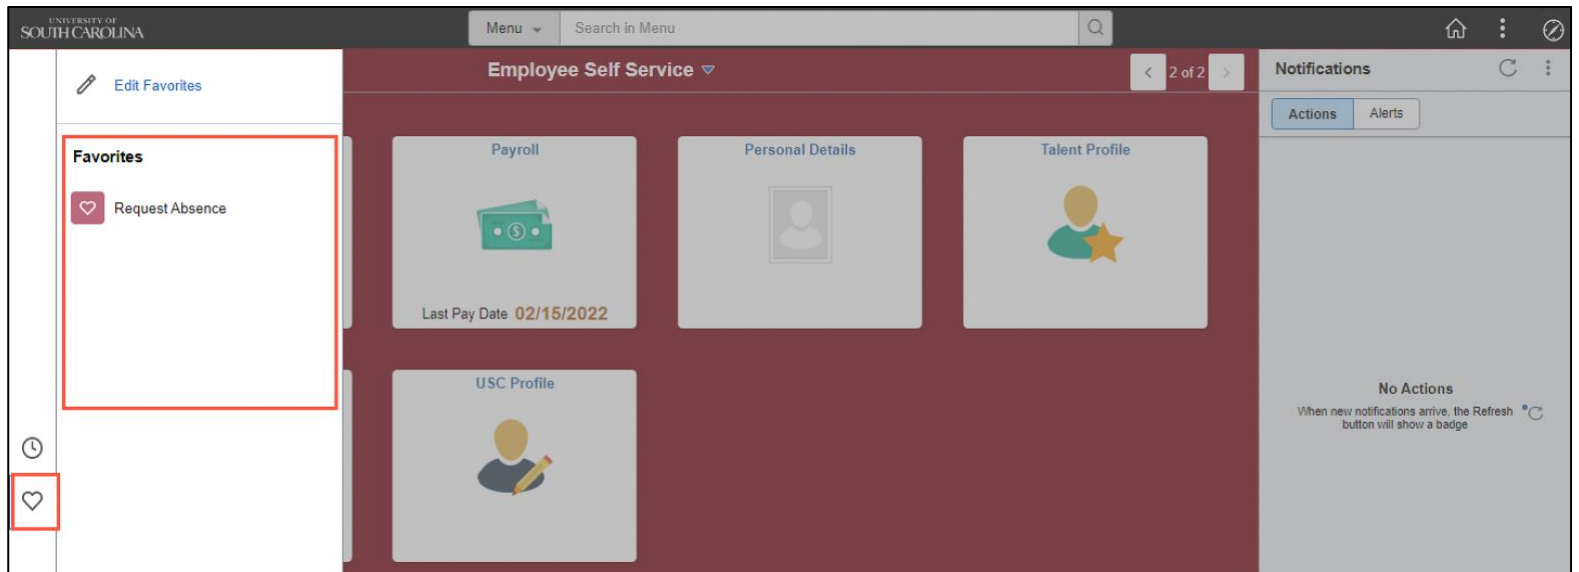 UNIVERSITY OF
SOUTH CAROLINA
Menu
Search in Menu
Edit Favorites
Favorites
Request Absence
Employee Self Service
2 of 2
Payroll
Last Pay Date 02/15/2022
Personal Details
Talent Profile
USC Profile
Notifications
Actions
Alerts
No Actions
When new notifications arrive, the Refresh
button will show a badge